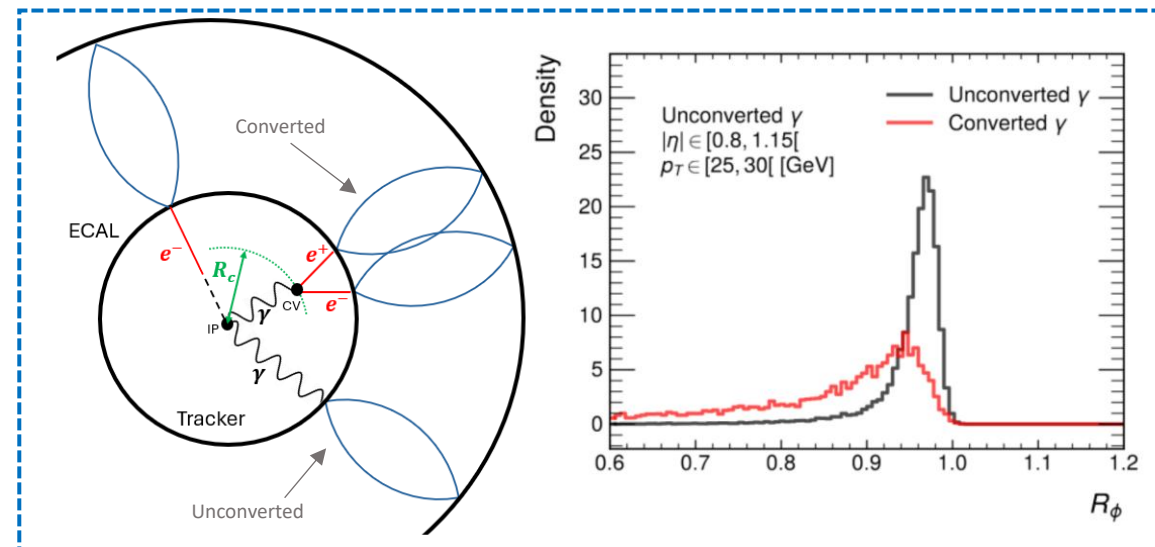 Converted
ECAL
e⁻
R_c
e⁺
e⁻
CV
IP
γ
γ
Tracker
Unconverted
Density
Unconverted γ
|η| ∈ [0.8, 1.15[
p_T ∈ [25, 30[ [GeV]
Unconverted γ
Converted γ
30
25
20
15
10
5
0
0.6 0.7 0.8 0.9 1.0 1.1 1.2
R_ϕ